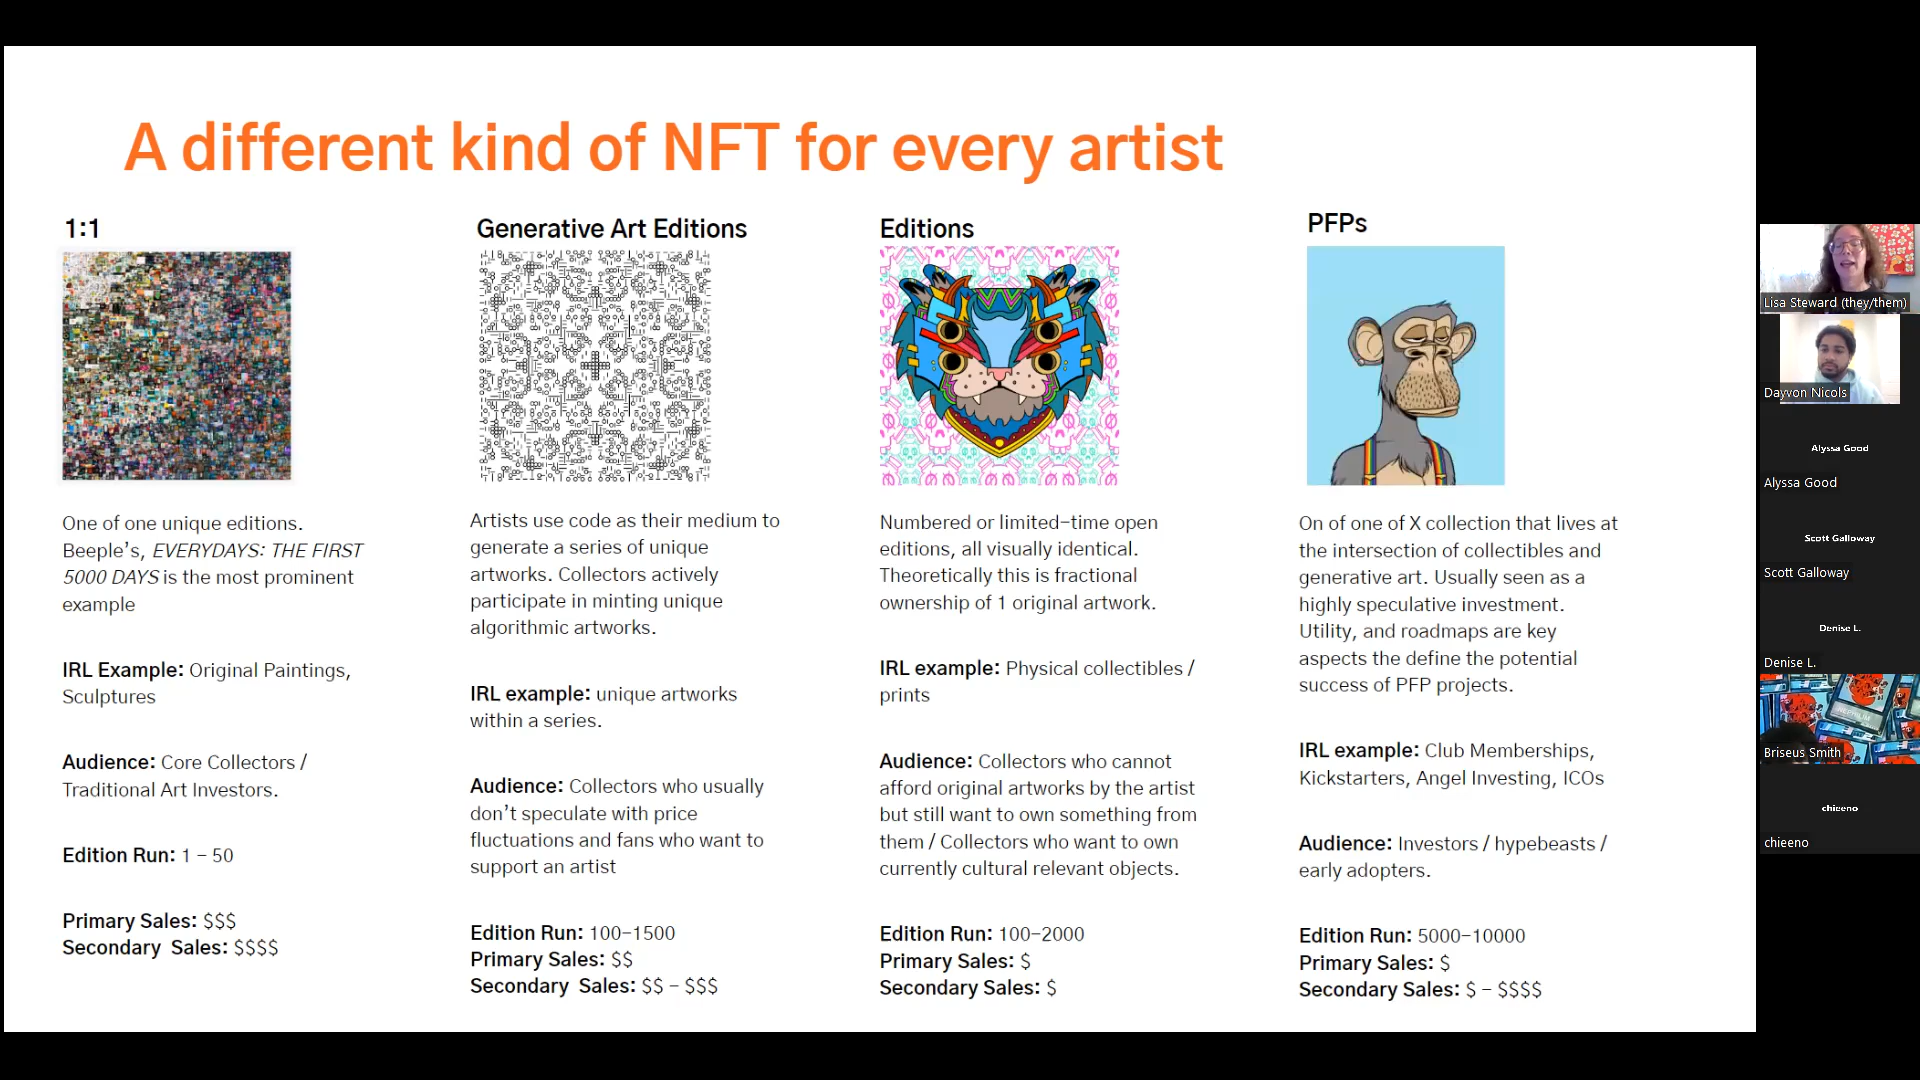 A different kind of NFT for every artist
1:1
One of one unique editions.
Beeple's, EVERYDAYS: THE FIRST
5000 DAYS is the most prominent
example
IRL Example: Original Paintings,
Sculptures
Audience: Core Collectors /
Traditional Art Investors.
Edition Run: 1 - 50
Primary Sales: $$$
Secondary Sales: $$$$
Generative Art Editions
Artists use code as their medium to
generate a series of unique
artworks. Collectors actively
participate in minting unique
algorithmic artworks.
IRL example: unique artworks
within a series.
Audience: Collectors who usually
don't speculate with price
fluctuations and fans who want to
support an artist
Edition Run: 100-1500
Primary Sales: $$
Secondary Sales: $$ - $$$
Editions
Numbered or limited-time open
editions, all visually identical.
Theoretically this is fractional
ownership of 1 original artwork.
IRL example: Physical collectibles /
prints
Audience: Collectors who cannot
afford original artworks by the artist
but still want to own something from
them / Collectors who want to own
currently cultural relevant objects.
Edition Run: 100-2000
Primary Sales: $
Secondary Sales: $
PFPs
On of one of X collection that lives at
the intersection of collectibles and
generative art. Usually seen as a
highly speculative investment.
Utility, and roadmaps are key
aspects the define the potential
success of PFP projects.
IRL example: Club Memberships,
Kickstarters, Angel Investing, ICOs
Audience: Investors / hypebeasts /
early adopters.
Edition Run: 5000-10000
Primary Sales: $
Secondary Sales: $ - $$$$
Lisa Steward (they/them)
Dayvon Nicols
Alyssa Good
Alyssa Good
Scott Galloway
Scott Galloway
Denise L.
Denise L.
Briseus Smith
chieeno
chieeno